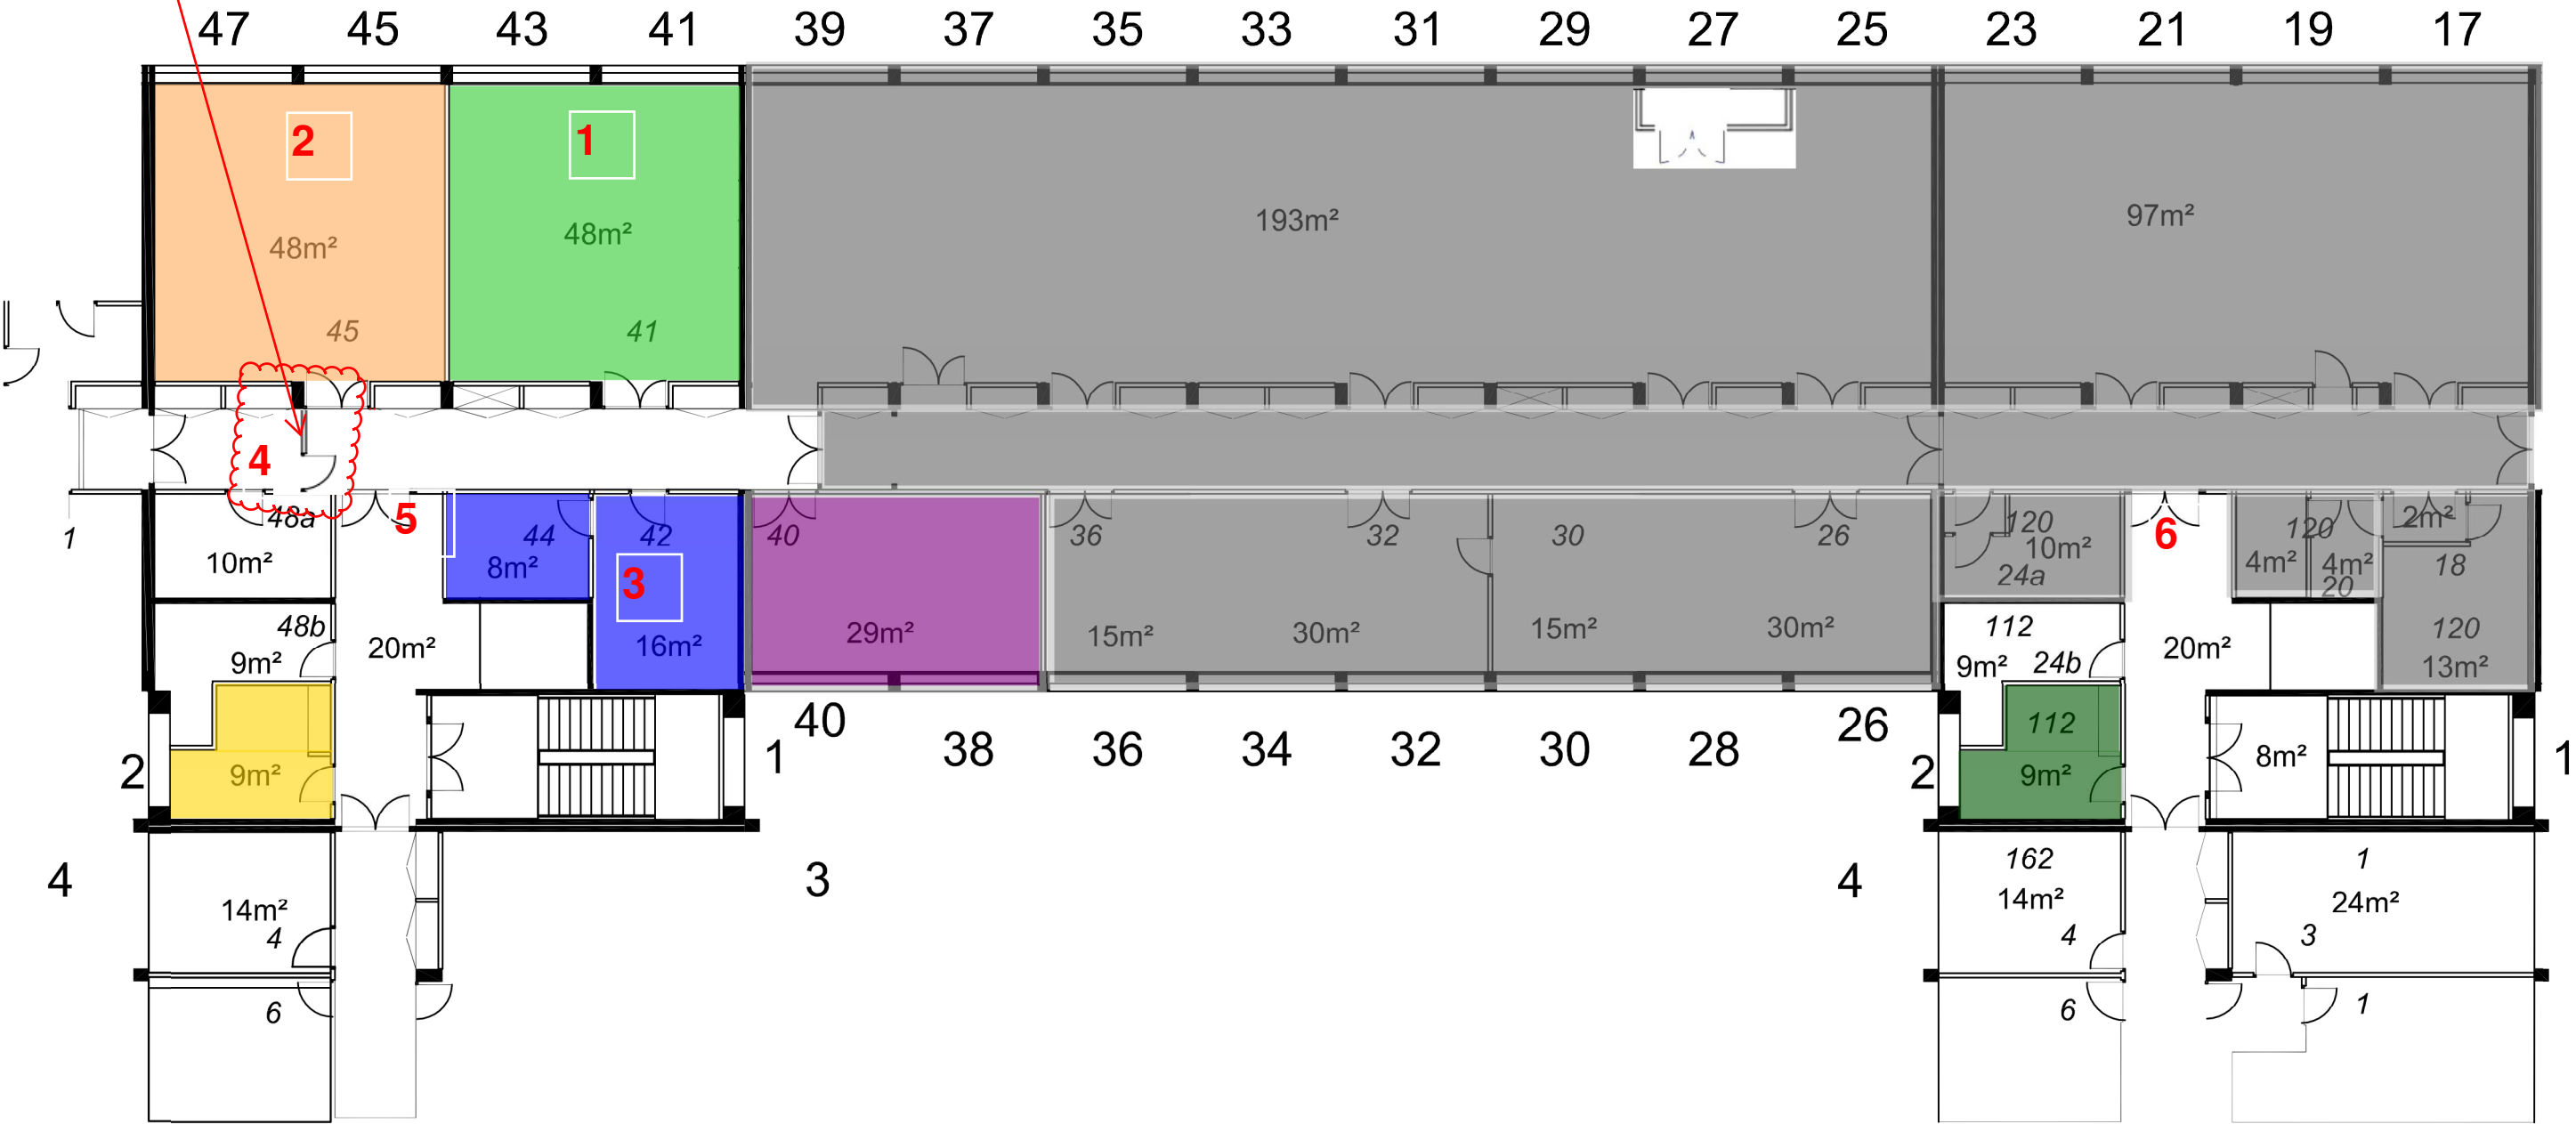 47 45 43 41 39 37 35 33 31 29 27 25 23 21 19 17
2 1
48m² 48m² 193m² 97m²
45 41
4
5 6
1 48a 44 42 40 36 32 30 26 120 120 2m²
10m² 8m² 3 10m² 4m² 4m² 18
24a 20
48b 20m² 16m² 29m² 15m² 30m² 15m² 30m² 112 20m² 120
9m² 9m² 24b 13m²
40 26 112
2 9m² 1 38 36 34 32 30 28 2 9m² 8m² 1
4 3 4 162 1
14m² 14m² 24m²
4 4 3
6 6 1